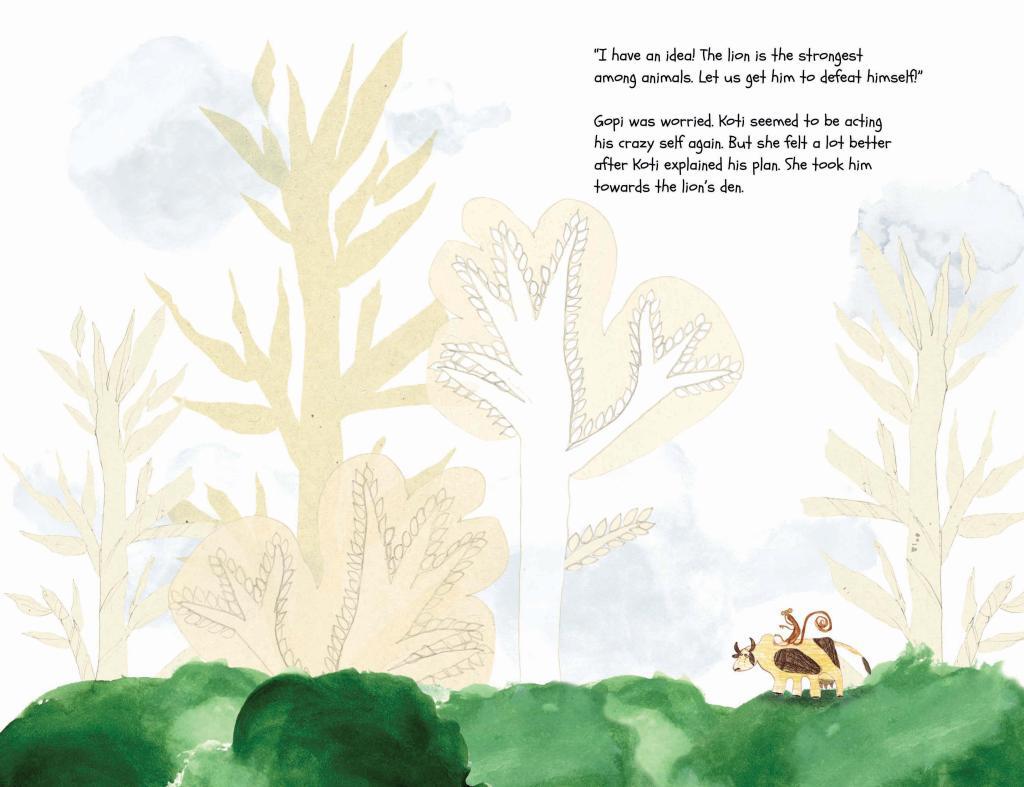 "I have an idea! The lion is the strongest
among animals. Let us get him to defeat himself!"
Gopi was worried. Koti seemed to be acting
his crazy self again. But she felt a lot better
after Koti explained his plan. She took him
towards the lion's den.